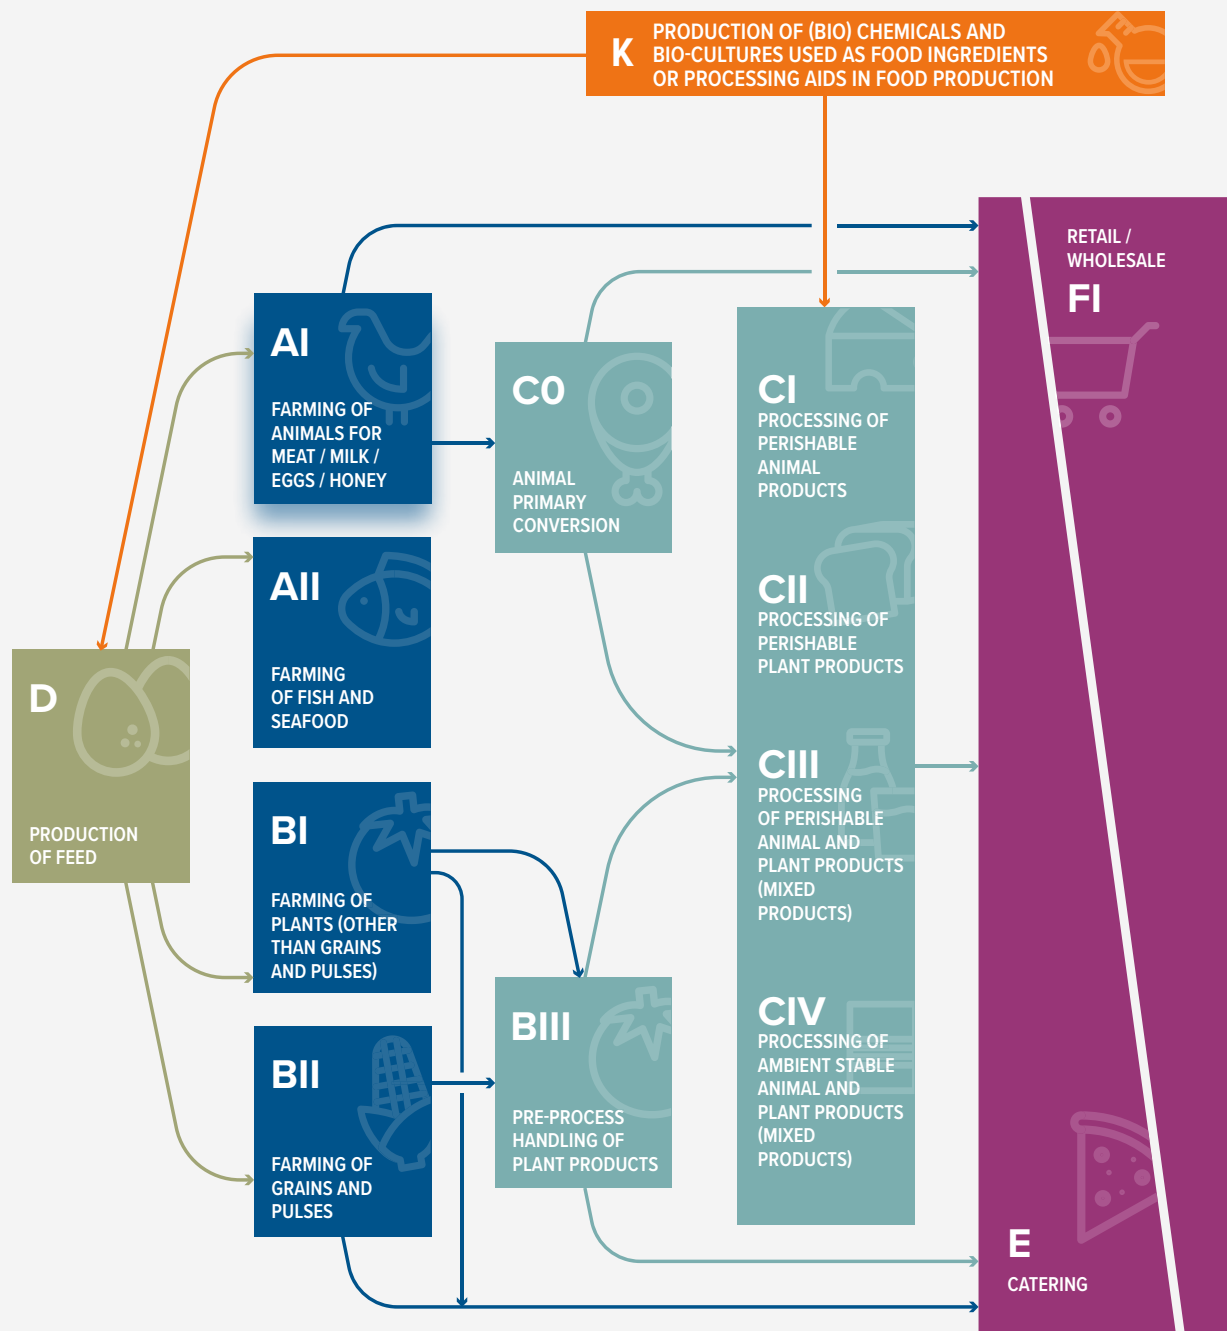 K
PRODUCTION OF (BIO) CHEMICALS AND
BIO-CULTURES USED AS FOOD INGREDIENTS
OR PROCESSING AIDS IN FOOD PRODUCTION
RETAIL /
WHOLESALE
FI
AI
FARMING OF
ANIMALS FOR
MEAT / MILK /
EGGS / HONEY
C0
ANIMAL
PRIMARY
CONVERSION
CI
PROCESSING OF
PERISHABLE
ANIMAL
PRODUCTS
AII
FARMING
OF FISH AND
SEAFOOD
CII
PROCESSING OF
PERISHABLE
PLANT PRODUCTS
D
PRODUCTION
OF FEED
BI
FARMING OF
PLANTS (OTHER
THAN GRAINS
AND PULSES)
CIII
PROCESSING
OF PERISHABLE
ANIMAL AND
PLANT PRODUCTS
(MIXED
PRODUCTS)
BII
FARMING OF
GRAINS AND
PULSES
BIII
PRE-PROCESS
HANDLING OF
PLANT PRODUCTS
CIV
PROCESSING OF
AMBIENT STABLE
ANIMAL AND
PLANT PRODUCTS
(MIXED
PRODUCTS)
E
CATERING